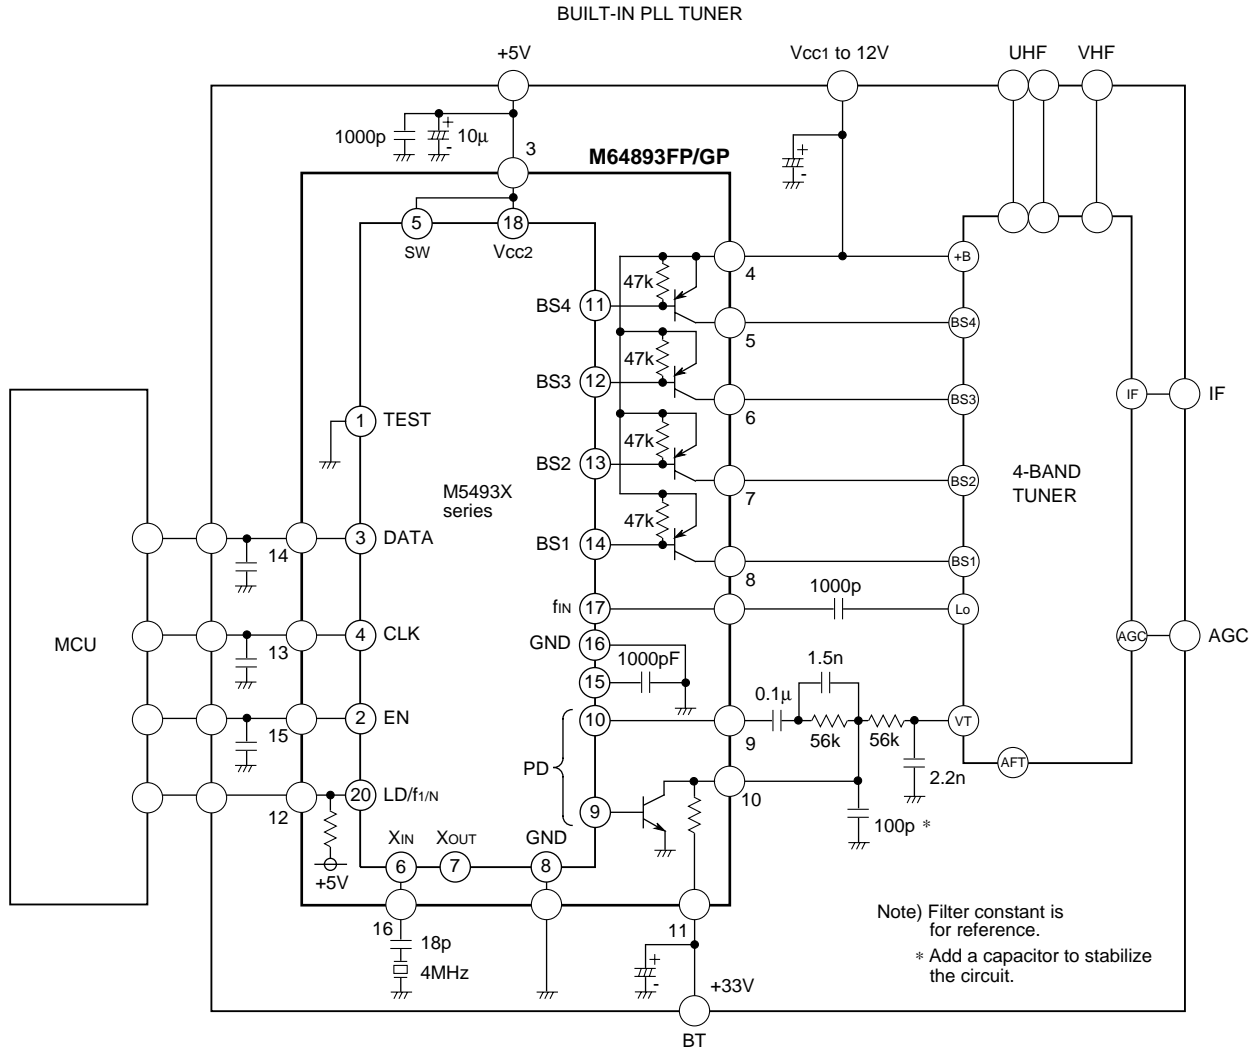 BUILT-IN PLL TUNER
+5V
Vcc1 to 12V
UHF
VHF
1000p
+
-
10µ
3
M64893FP/GP
+
-
5
18
SW
Vcc2
4
+B
47k
BS4
11
5
BS4
47k
BS3
12
6
BS3
IF
IF
1
TEST
47k
BS2
13
7
BS2
4-BAND
TUNER
M5493X
series
47k
BS1
14
8
BS1
3
DATA
14
1000p
fIN
17
Lo
MCU
4
CLK
13
GND
16
1000pF
15
AGC
AGC
1.5n
0.1µ
2
EN
15
10
9
56k
56k
VT
PD
AFT
2.2n
20
LD/f1/N
12
9
10
100p *
+5V
XIN
XOUT
GND
6
7
8
16
18p
4MHz
11
+
-
+33V
BT
Note) Filter constant is
for reference.
* Add a capacitor to stabilize
the circuit.